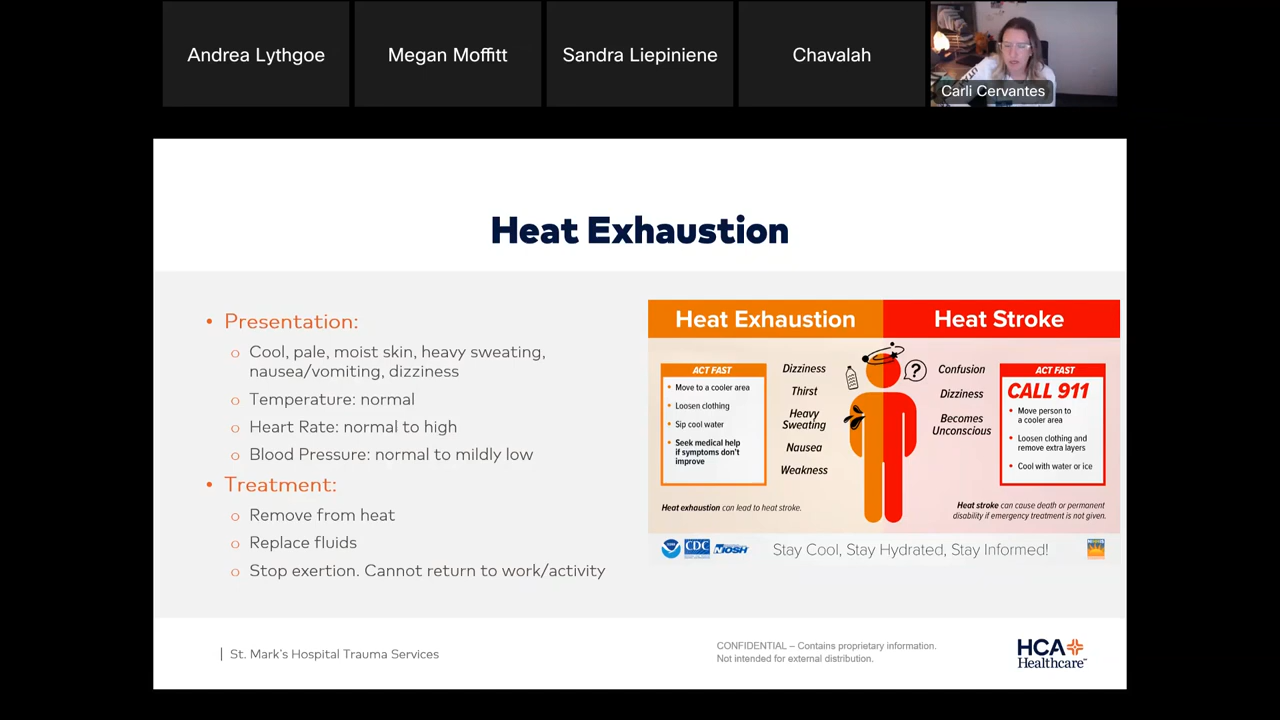 Andrea Lythgoe
Megan Moffitt
Sandra Liepiniene
Chavalah
Carli Cervantes
Heat Exhaustion
• Presentation:
o Cool, pale, moist skin, heavy sweating,
nausea/vomiting, dizziness
o Temperature: normal
o Heart Rate: normal to high
o Blood Pressure: normal to mildly low
• Treatment:
o Remove from heat
o Replace fluids
o Stop exertion. Cannot return to work/activity
Heat Exhaustion
Heat Stroke
ACT FAST
• Move to a cooler area
• Loosen clothing
• Sip cool water
• Seek medical help
if symptoms don't
improve
Dizziness
Thirst
Heavy
Sweating
Nausea
Weakness
?
Confusion
Dizziness
Becomes
Unconscious
ACT FAST
CALL 911
• Move person to
a cooler area
• Loosen clothing and
remove extra layers
• Cool with water or ice
Heat exhaustion can lead to heat stroke.
Heat stroke can cause death or permanent
disability if emergency treatment is not given.
CDC
NIOSH
Stay Cool, Stay Hydrated, Stay Informed!
| St. Mark's Hospital Trauma Services
CONFIDENTIAL – Contains proprietary information.
Not intended for external distribution.
HCA
Healthcare™